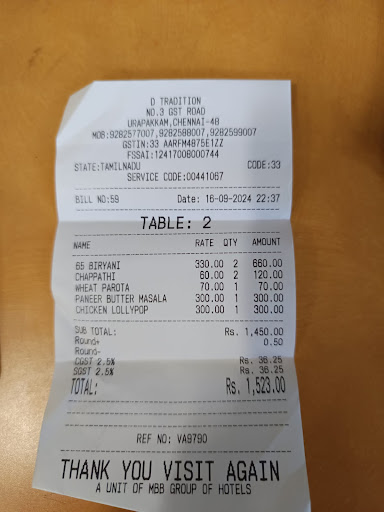 D TRADITION
NO.3 GST ROAD
URAPAKKAM,CHENNAI-48
MOB:9282577007,9282588007,9282599007
GSTIN:33 AARFM4875E1ZZ
FSSAI:12417008000744
STATE:TAMILNADU CODE:33
SERVICE CODE:00441067
BILL NO:59 Date: 16-09-2024 22:37
TABLE: 2
NAME RATE QTY AMOUNT
65 BIRYANI 330.00 2 660.00
CHAPPATHI 60.00 2 120.00
WHEAT PAROTA 70.00 1 70.00
PANEER BUTTER MASALA 300.00 1 300.00
CHICKEN LOLLYPOP 300.00 1 300.00
SUB TOTAL: Rs. 1,450.00
Round+ 0.50
Round-
CGST 2.5% Rs. 36.25
SGST 2.5% Rs. 36.25
TOTAL: Rs. 1,523.00
REF NO: VA9790
THANK YOU VISIT AGAIN
A UNIT OF MBB GROUP OF HOTELS